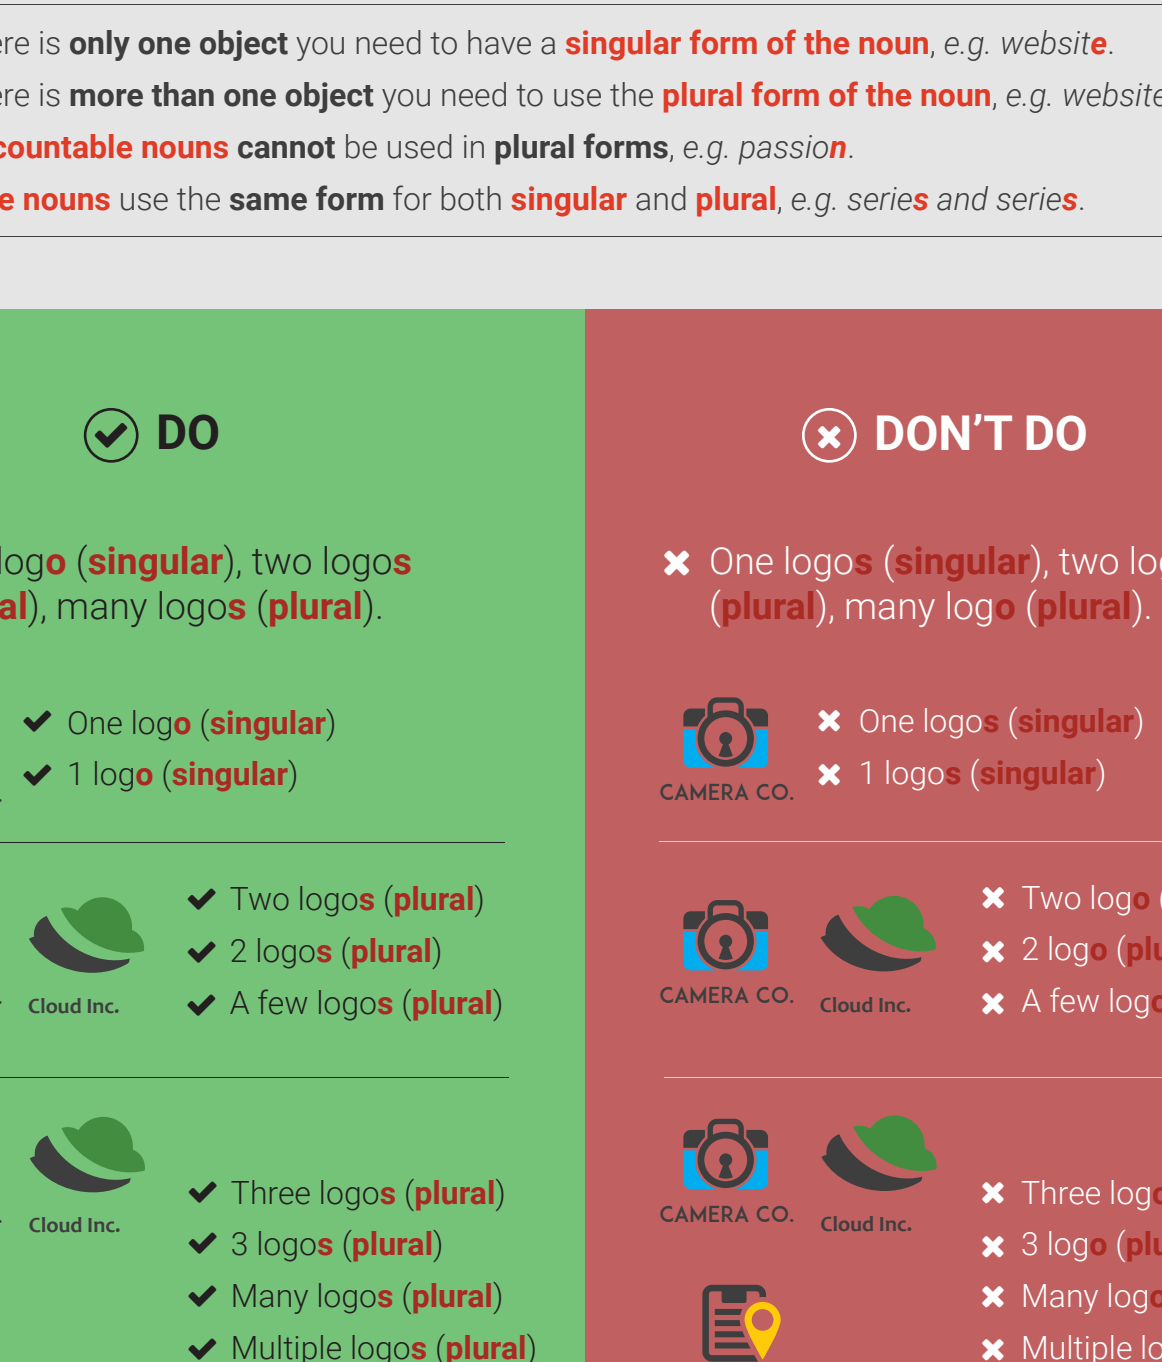 ere is only one object you need to have a singular form of the noun, e.g. website.
ere is more than one object you need to use the plural form of the noun, e.g. website
countable nouns cannot be used in plural forms, e.g. passion.
e nouns use the same form for both singular and plural, e.g. series and series.
DO
logo (singular), two logos
al), many logos (plural).
One logo (singular)
1 logo (singular)
Cloud Inc.
Two logos (plural)
2 logos (plural)
A few logos (plural)
Cloud Inc.
Three logos (plural)
3 logos (plural)
Many logos (plural)
Multiple logos (plural)
DON'T DO
One logos (singular), two log
(plural), many logo (plural).
CAMERA CO.
One logos (singular)
1 logos (singular)
CAMERA CO.
Cloud Inc.
Two logo (
2 logo (plu
A few logo
CAMERA CO.
Cloud Inc.
Three logo
3 logo (plu
Many logo
Multiple lo